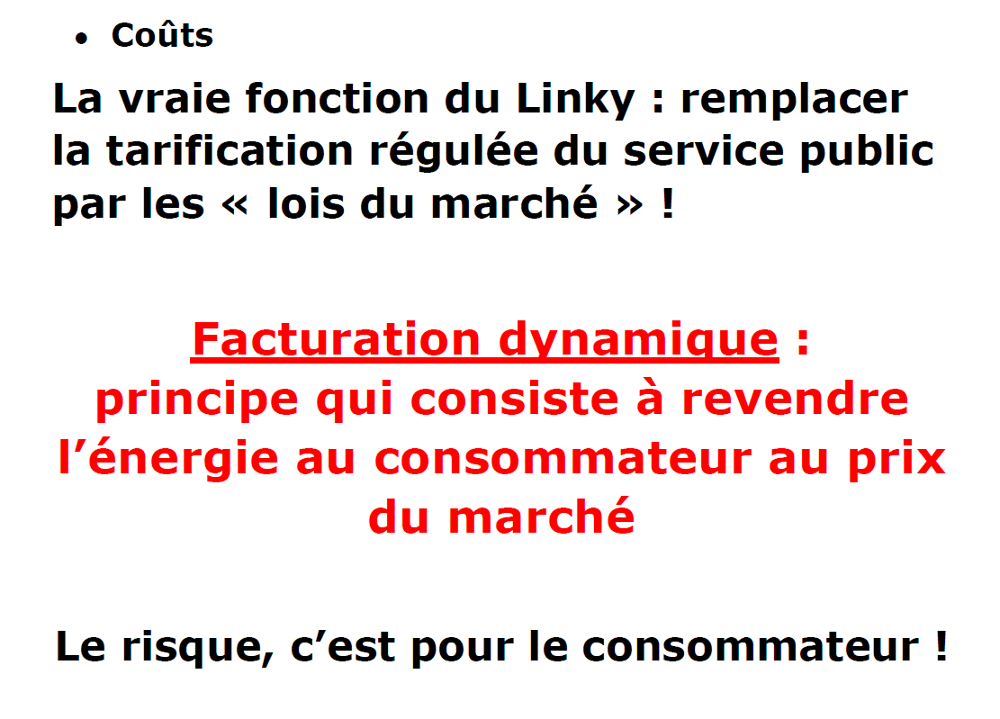 • Coûts
La vraie fonction du Linky : remplacer
la tarification régulée du service public
par les « lois du marché » !
Facturation dynamique :
principe qui consiste à revendre
l’énergie au consommateur au prix
du marché
Le risque, c’est pour le consommateur !